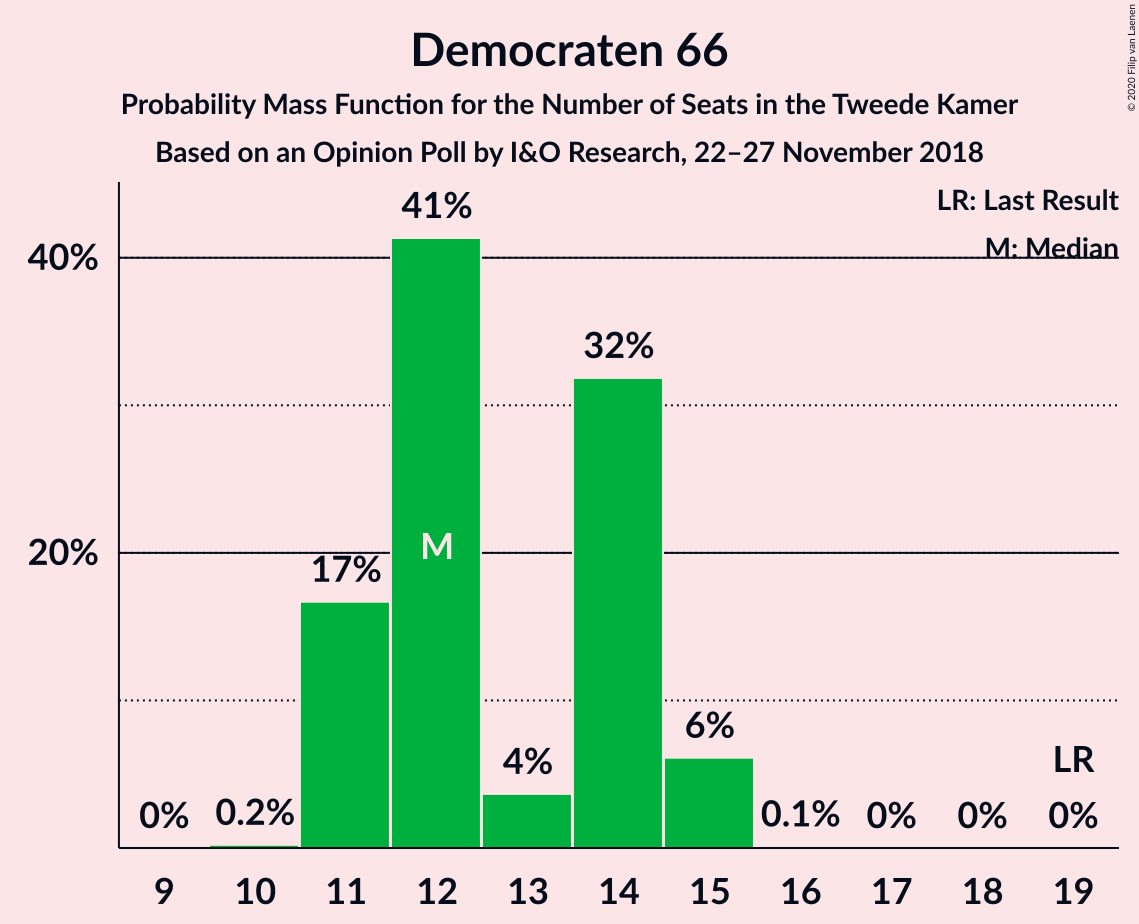 Democraten 66
Probability Mass Function for the Number of Seats in the Tweede Kamer
Based on an Opinion Poll by I&O Research, 22–27 November 2018
© 2020 Filip van Laenen
LR: Last Result
M: Median
40%
20%
0%
0.2%
17%
41%
M
4%
32%
6%
0.1%
0%
0%
LR
0%
9 10 11 12 13 14 15 16 17 18 19